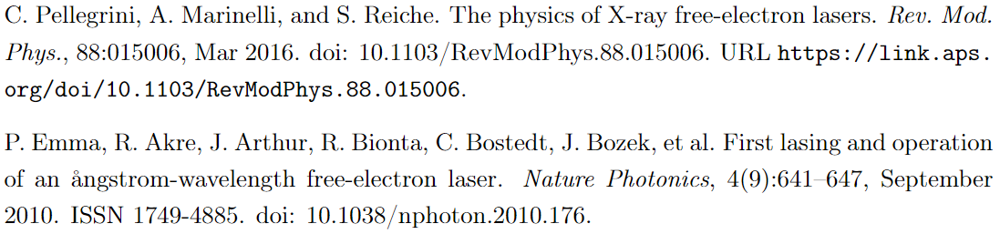 C. Pellegrini, A. Marinelli, and S. Reiche. The physics of X-ray free-electron lasers. Rev. Mod.
Phys., 88:015006, Mar 2016. doi: 10.1103/RevModPhys.88.015006. URL https://link.aps.
org/doi/10.1103/RevModPhys.88.015006.
P. Emma, R. Akre, J. Arthur, R. Bionta, C. Bostedt, J. Bozek, et al. First lasing and operation
of an ångstrom-wavelength free-electron laser. Nature Photonics, 4(9):641–647, September
2010. ISSN 1749-4885. doi: 10.1038/nphoton.2010.176.